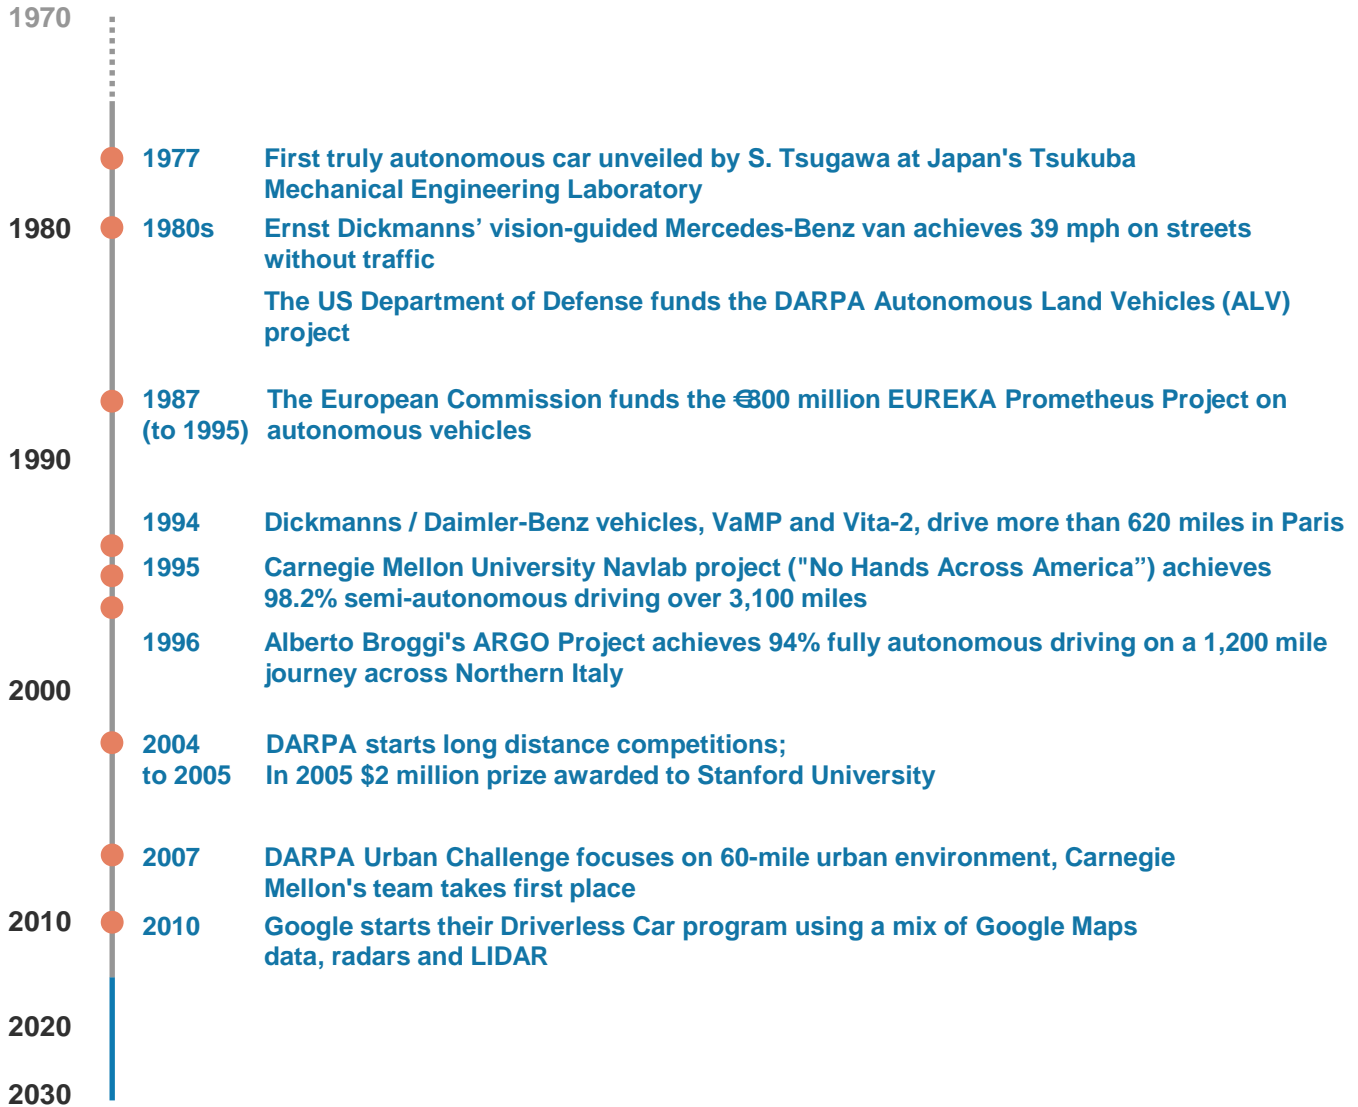 1970
1977 First truly autonomous car unveiled by S. Tsugawa at Japan's Tsukuba
Mechanical Engineering Laboratory
1980 1980s Ernst Dickmanns’ vision-guided Mercedes-Benz van achieves 39 mph on streets
without traffic
The US Department of Defense funds the DARPA Autonomous Land Vehicles (ALV)
project
1987 The European Commission funds the €800 million EUREKA Prometheus Project on
(to 1995) autonomous vehicles
1990
1994 Dickmanns / Daimler-Benz vehicles, VaMP and Vita-2, drive more than 620 miles in Paris
1995 Carnegie Mellon University Navlab project ("No Hands Across America”) achieves
98.2% semi-autonomous driving over 3,100 miles
1996 Alberto Broggi's ARGO Project achieves 94% fully autonomous driving on a 1,200 mile
journey across Northern Italy
2000
2004 DARPA starts long distance competitions;
to 2005 In 2005 $2 million prize awarded to Stanford University
2007 DARPA Urban Challenge focuses on 60-mile urban environment, Carnegie
Mellon's team takes first place
2010 2010 Google starts their Driverless Car program using a mix of Google Maps
data, radars and LIDAR
2020
2030